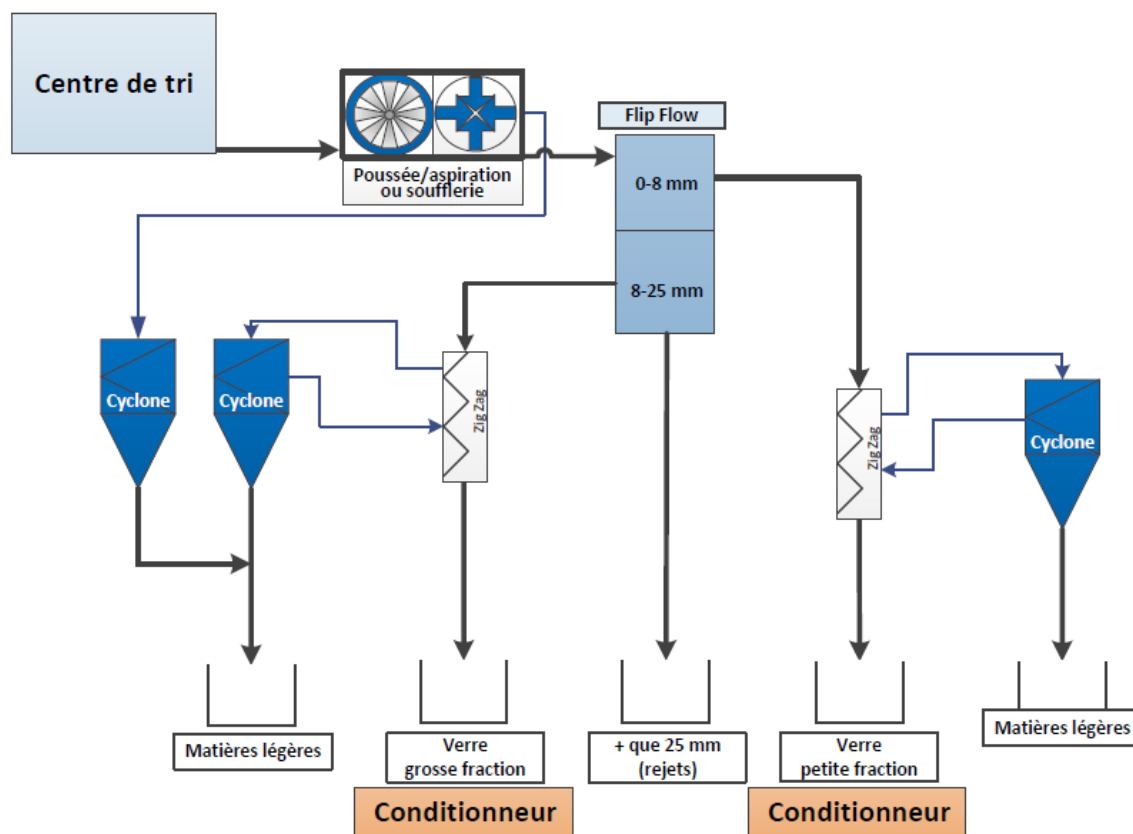 Centre de tri
Flip Flow
Poussée/aspiration
ou soufflerie
0-8 mm
8-25 mm
Cyclone
Cyclone
Zig Zag
Zig Zag
Cyclone
Matières légères
Verre
grosse fraction
+ que 25 mm
(rejets)
Verre
petite fraction
Matières légères
Conditionneur
Conditionneur